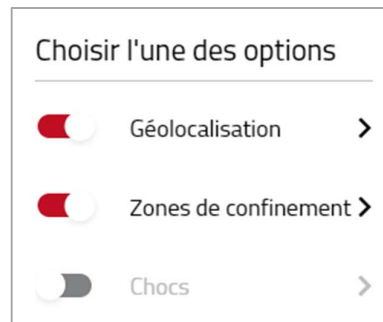 Choisir l'une des options
Géolocalisation
Zones de confinement
Chocs